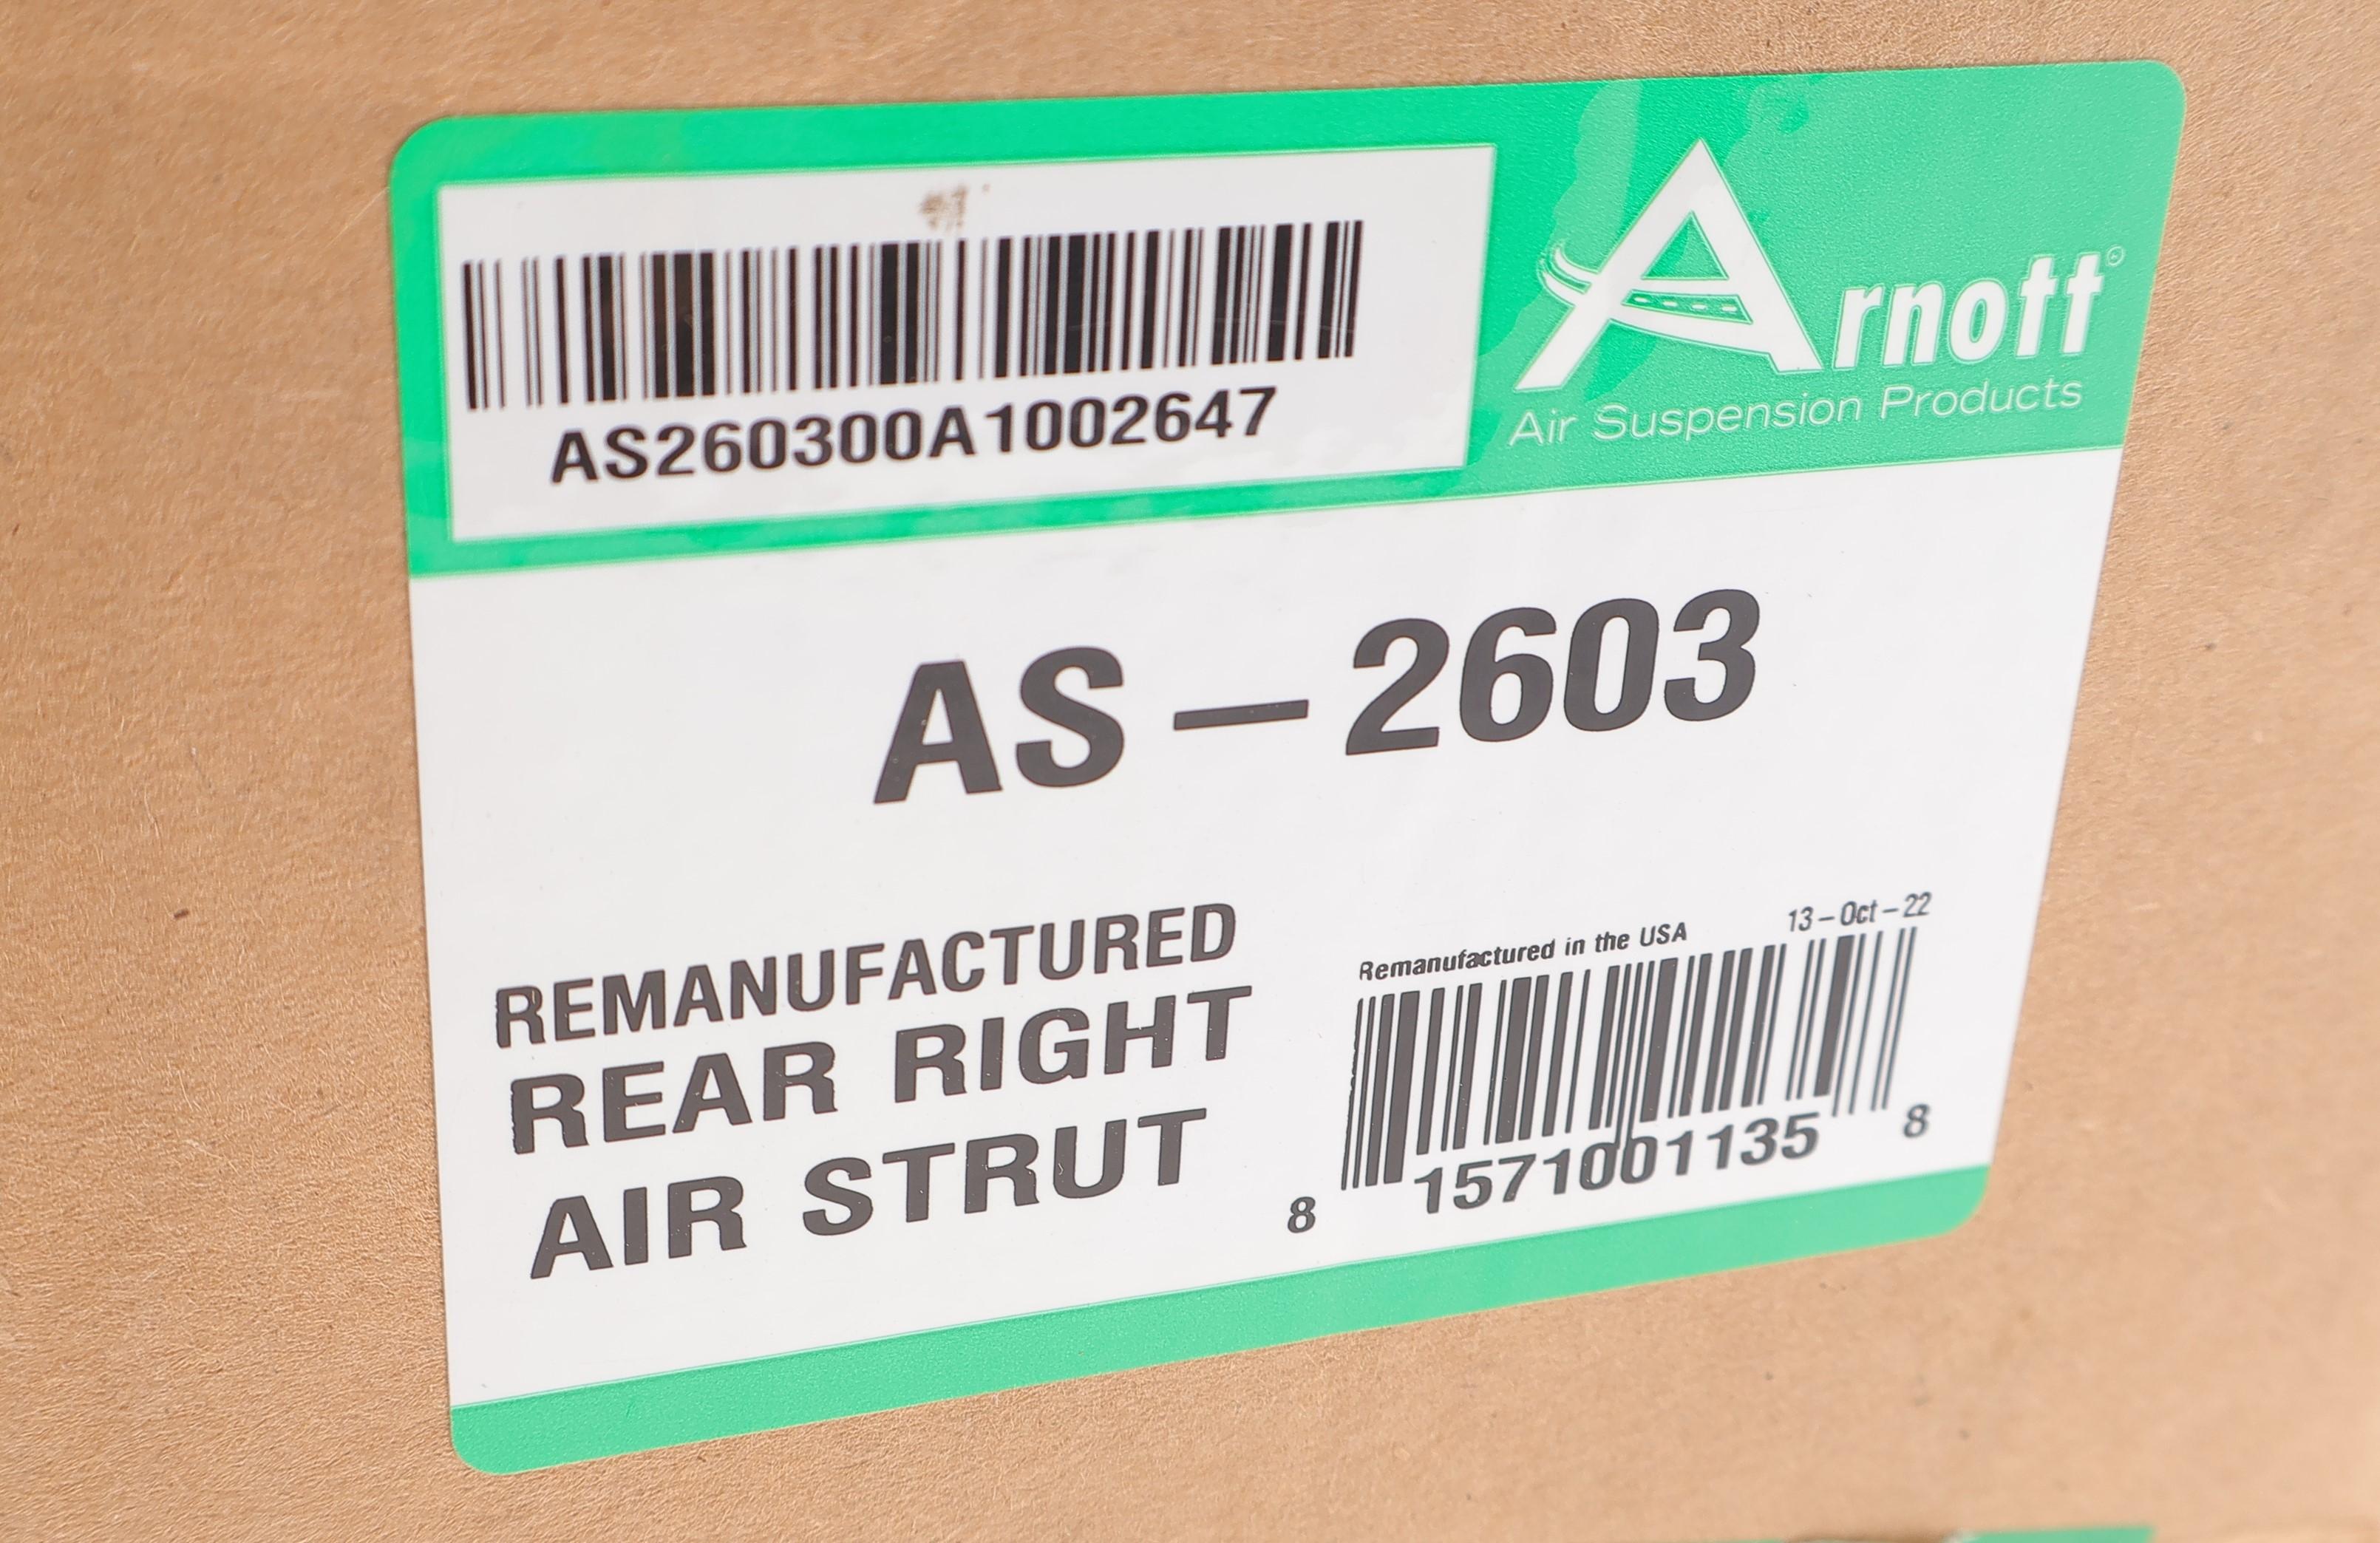 AS260300A1002647
Arnott®
Air Suspension Products
AS-2603
REMANUFACTURED
REAR RIGHT
AIR STRUT
Remanufactured in the USA 13-Oct-22
8 1571001135 8